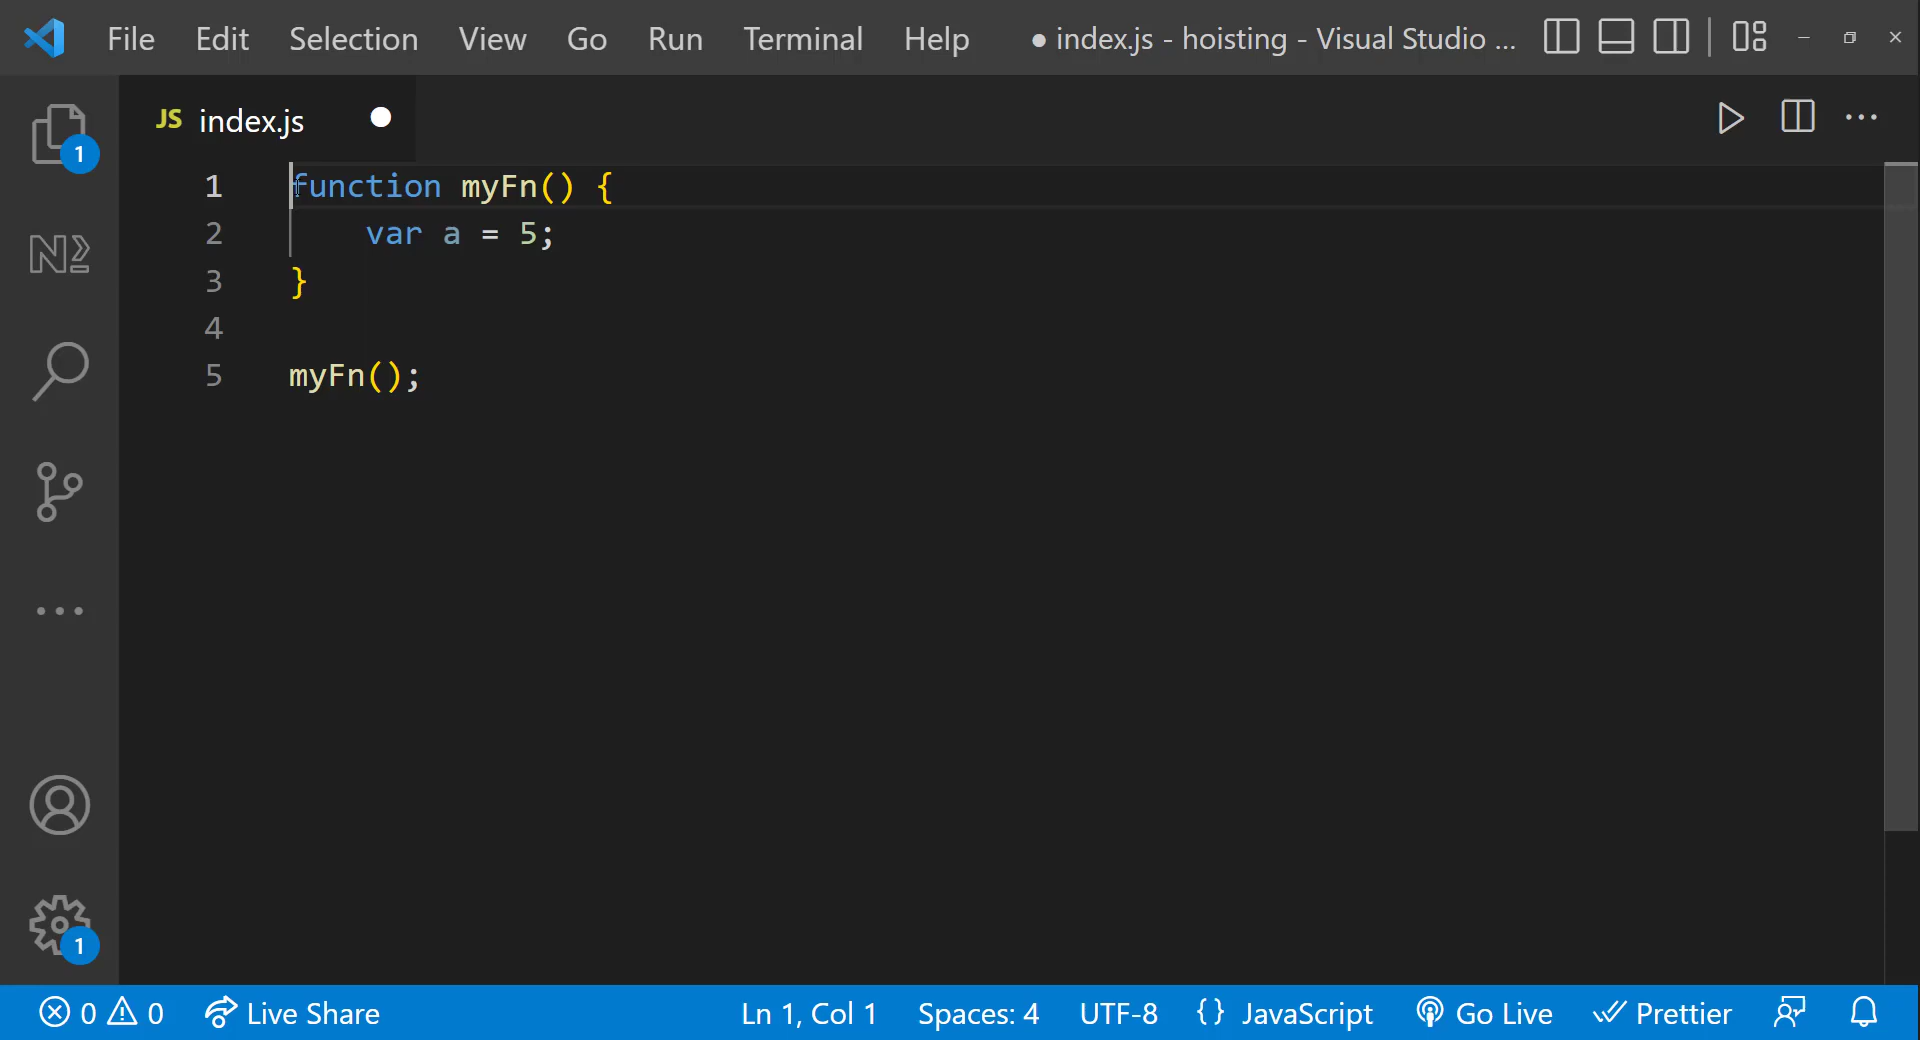 File Edit Selection View Go Run Terminal Help ● index.js - hoisting - Visual Studio ...
JS index.js
1
N
1 function myFn() {
2     var a = 5;
3 }
4
5 myFn();
1
0 0 Live Share Ln 1, Col 1 Spaces: 4 UTF-8 {} JavaScript Go Live Prettier